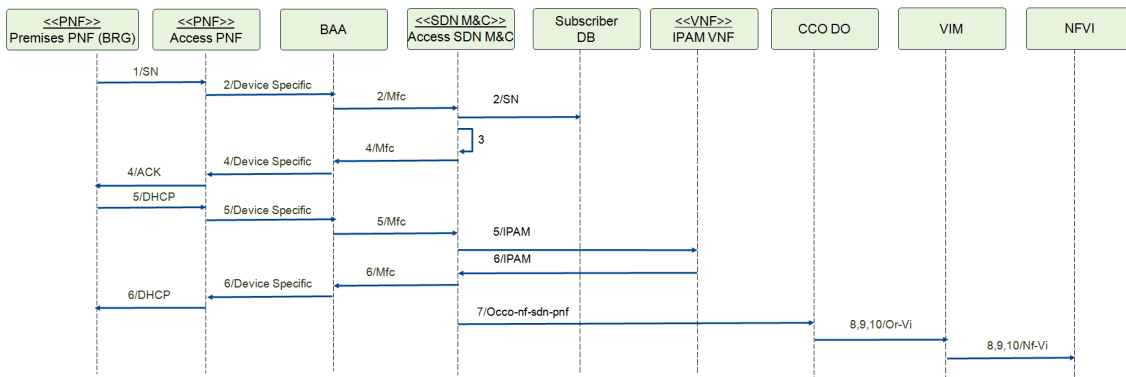 <<PNF>>
Premises PNF (BRG)
<<PNF>>
Access PNF
BAA
<<SDN M&C>>
Access SDN M&C
Subscriber
DB
<<VNF>>
IPAM VNF
CCO DO
VIM
NFVI
1/SN
2/Device Specific
2/Mfc
2/SN
3
4/Mfc
4/Device Specific
4/ACK
5/DHCP
5/Device Specific
5/Mfc
5/IPAM
6/IPAM
6/Mfc
6/Device Specific
6/DHCP
7/Occo-nf-sdn-pnf
8,9,10/Or-Vi
8,9,10/Nf-Vi